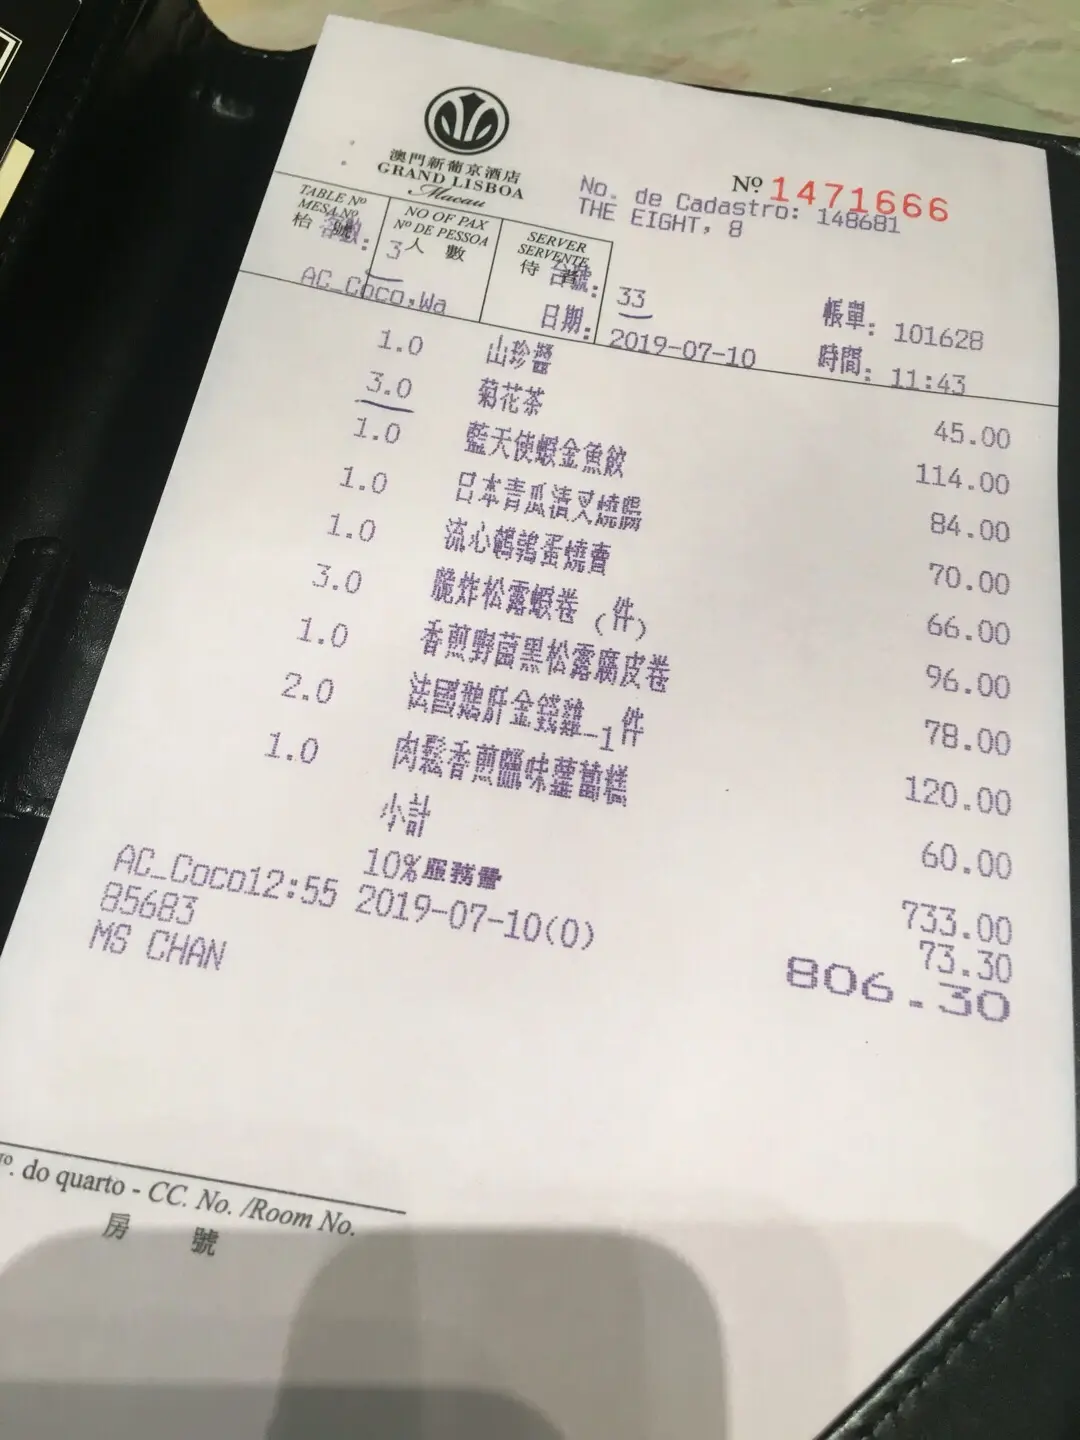 澳門新葡京酒店
GRAND LISBOA
Macau
Nº 1471666
No. de Cadastro: 148681
THE EIGHT, 8
TABLE Nº
MESA Nº
枱 號
客數: 3
NO OF PAX
Nº DE PESSOA
人 數
SERVER
SERVENTE
侍 者
台號: 33
帳單: 101628
AC_Coco,Wa
日期: 2019-07-10
時間: 11:43
1.0 山珍醬 45.00
3.0 菊花茶 114.00
1.0 藍天使蝦金魚餃 84.00
1.0 日本青瓜清叉燒腸 70.00
1.0 流心鵪鶉蛋燒賣 66.00
3.0 脆炸松露蝦卷 (件) 96.00
1.0 香煎野菌黑松露腐皮卷 78.00
2.0 法國鵝肝金錢雞_1件 120.00
1.0 肉鬆香煎臘味蘿蔔糕 60.00
小計 733.00
10%服務費 73.30
AC_Coco12:55 2019-07-10(0) 806.30
85683
MS CHAN
º. do quarto - CC. No. /Room No.
房 號